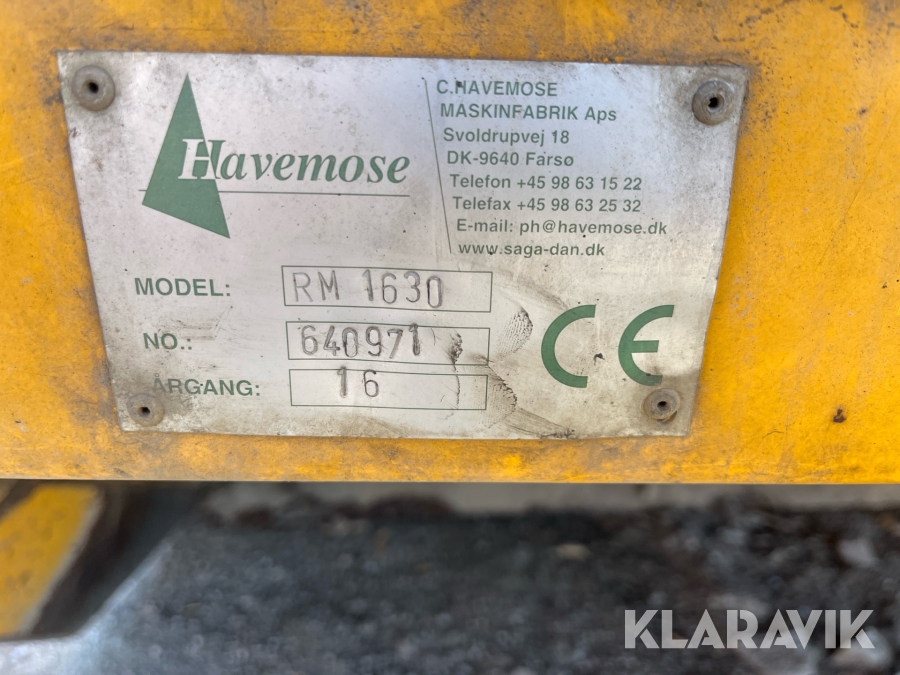 Havemose
C.HAVEMOSE
MASKINFABRIK Aps
Svoldrupvej 18
DK-9640 Farsø
Telefon +45 98 63 15 22
Telefax +45 98 63 25 32
E-mail: ph@havemose.dk
www.saga-dan.dk
MODEL: RM 1630
NO.: 640971
ÅRGANG: 16
CE
KLARAVIK